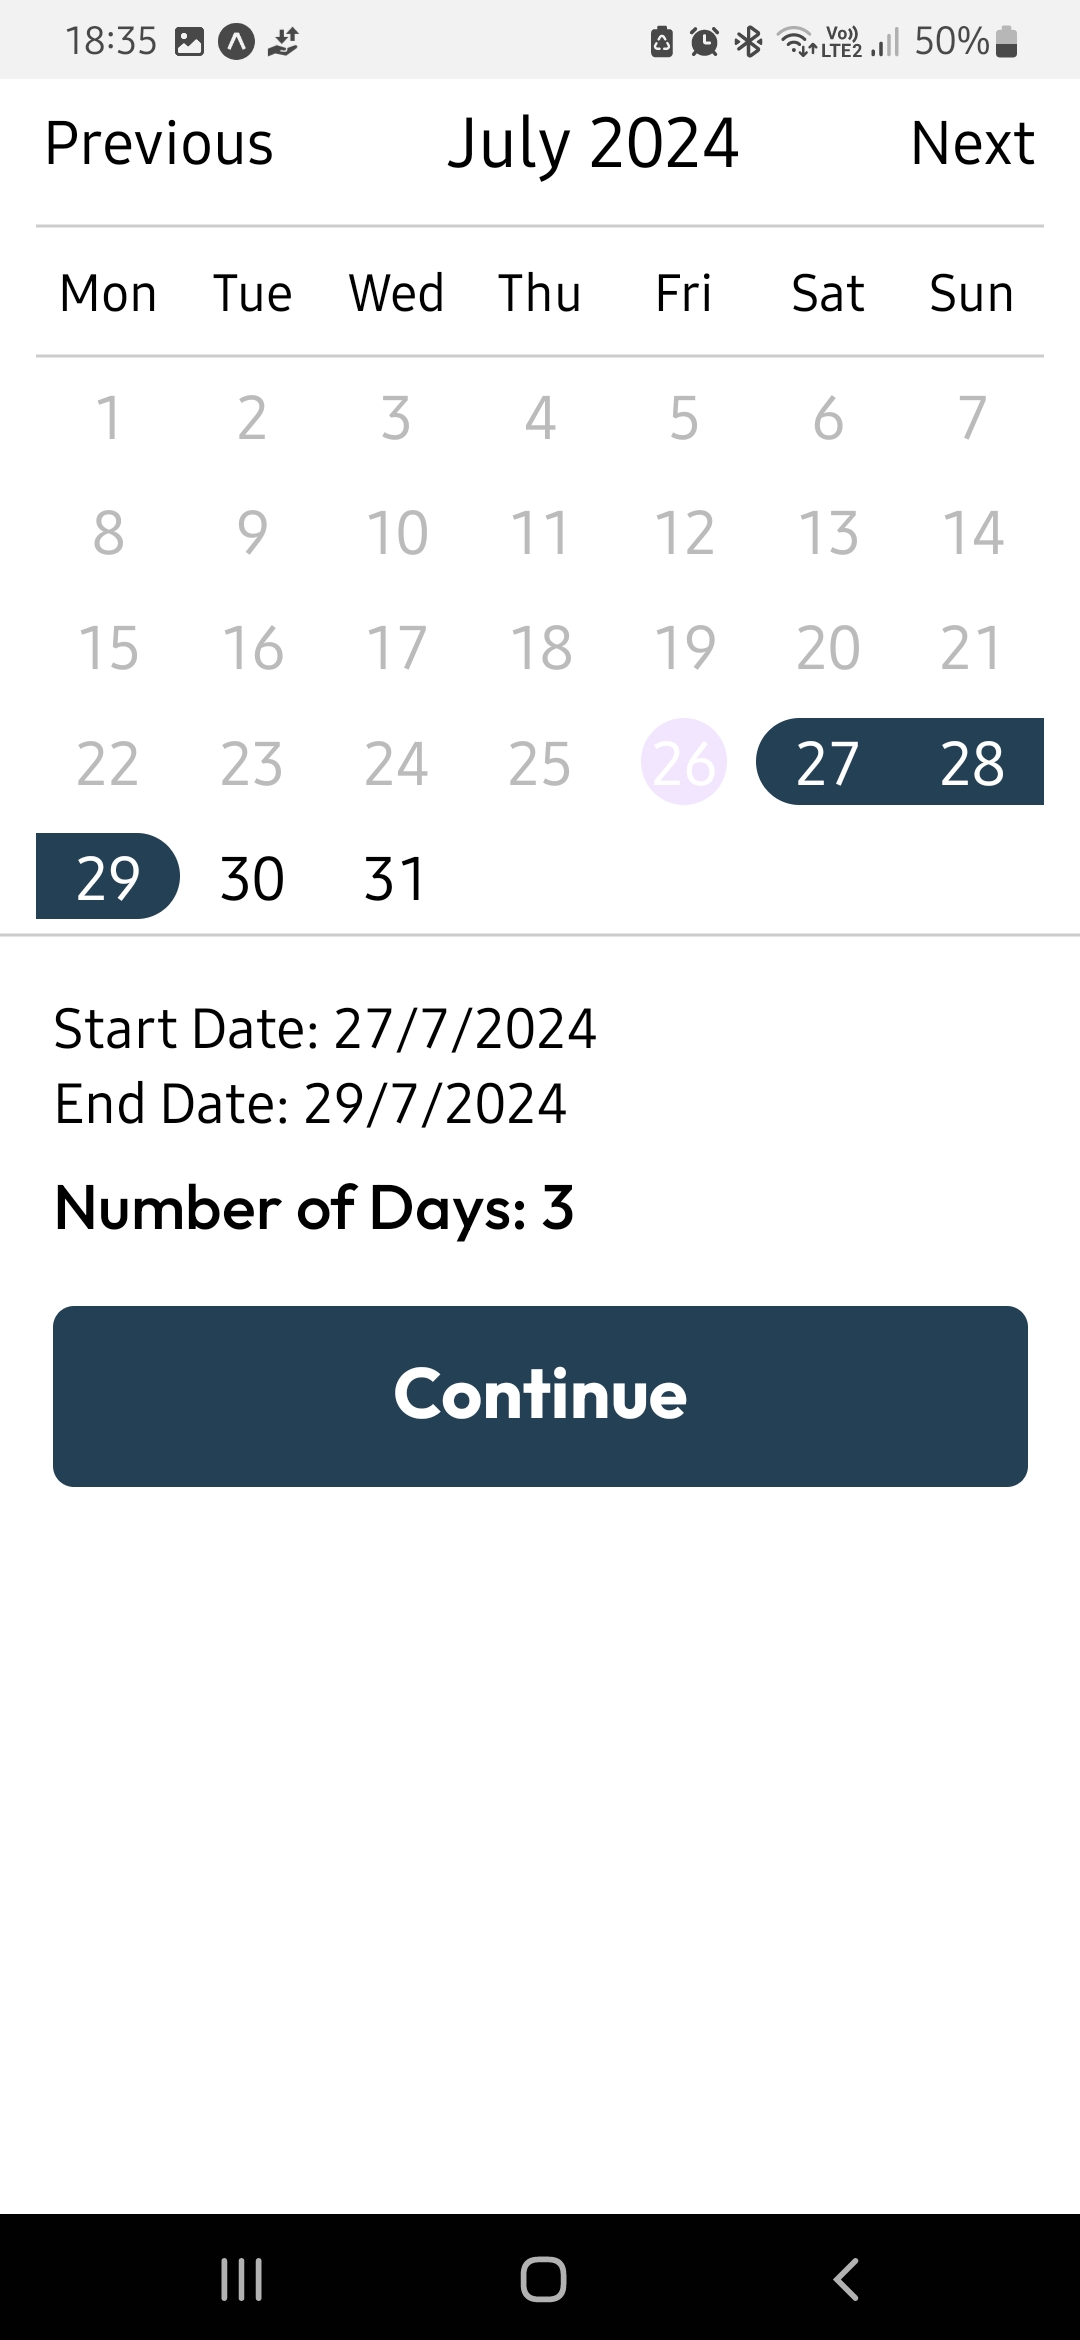 18:35 Vo)) LTE2 50%
Previous July 2024 Next
Mon Tue Wed Thu Fri Sat Sun
1 2 3 4 5 6 7
8 9 10 11 12 13 14
15 16 17 18 19 20 21
22 23 24 25 26 27 28
29 30 31
Start Date: 27/7/2024
End Date: 29/7/2024
Number of Days: 3
Continue